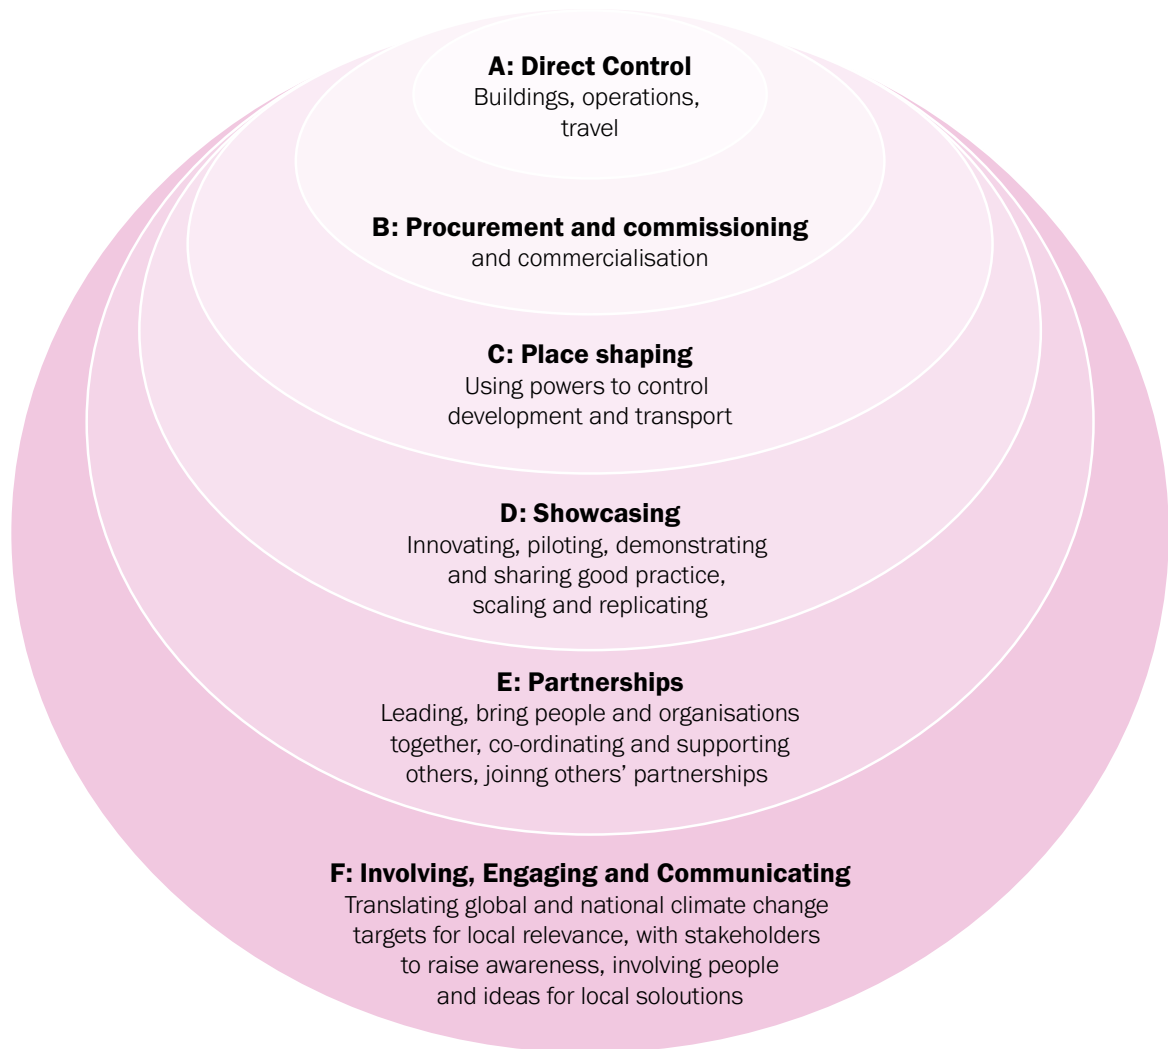 A: Direct Control
Buildings, operations,
travel
B: Procurement and commissioning
and commercialisation
C: Place shaping
Using powers to control
development and transport
D: Showcasing
Innovating, piloting, demonstrating
and sharing good practice,
scaling and replicating
E: Partnerships
Leading, bring people and organisations
together, co-ordinating and supporting
others, joinng others’ partnerships
F: Involving, Engaging and Communicating
Translating global and national climate change
targets for local relevance, with stakeholders
to raise awareness, involving people
and ideas for local soloutions